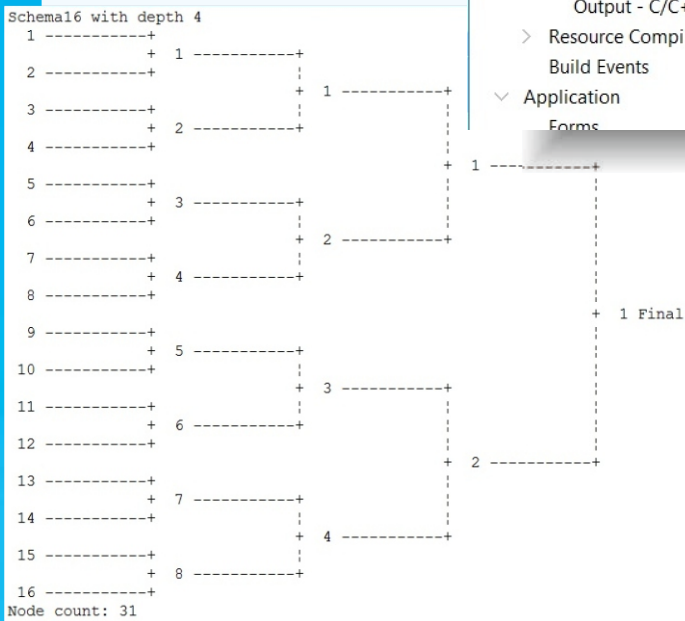 Output - C/C+
Resource Compi
Build Events
Application
Forms
Schema16 with depth 4
 1 -----------+
              +  1 -----------+
 2 -----------+               ¦
                              +  1 -----------+
 3 -----------+               ¦               ¦
              +  2 -----------+               ¦
 4 -----------+                               ¦
                                              +  1 -----------+
 5 -----------+                               ¦               ¦
              +  3 -----------+               ¦               ¦
 6 -----------+               ¦               ¦               ¦
                              +  2 -----------+               ¦
 7 -----------+               ¦                               ¦
              +  4 -----------+                               ¦
 8 -----------+                                               ¦
                                                              +  1 Final
 9 -----------+                                               ¦
              +  5 -----------+                               ¦
10 -----------+               ¦                               ¦
                              +  3 -----------+               ¦
11 -----------+               ¦               ¦               ¦
              +  6 -----------+               ¦               ¦
12 -----------+                               ¦               ¦
                                              +  2 -----------+
13 -----------+                               ¦
              +  7 -----------+               ¦
14 -----------+               ¦               ¦
                              +  4 -----------+
15 -----------+               ¦
              +  8 -----------+
16 -----------+
Node count: 31